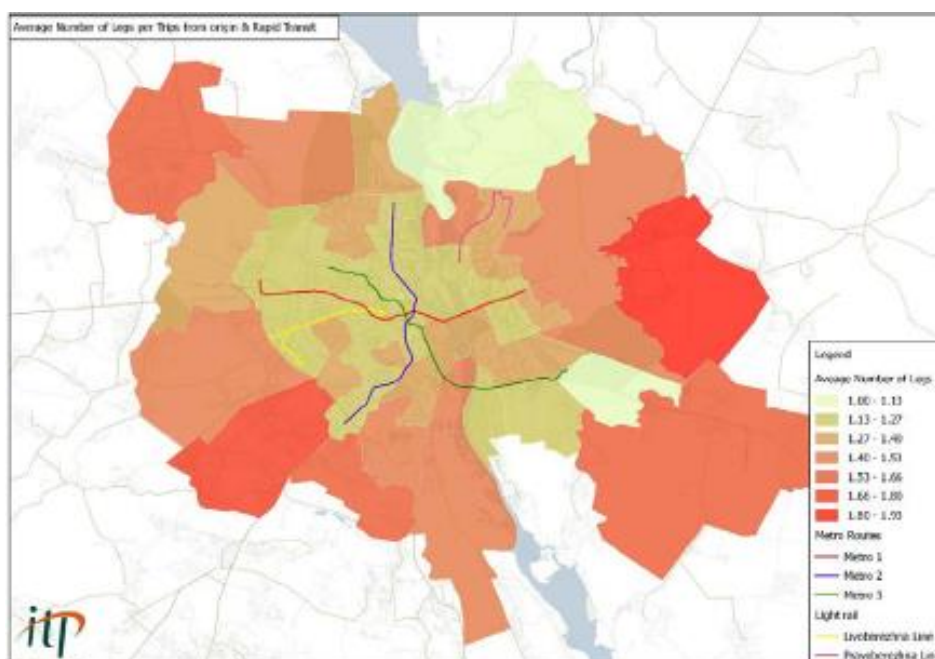 Average Number of Legs per Trips from origin & Rapid Transit
Legend
Average Number of Legs
1.00 - 1.13
1.13 - 1.27
1.27 - 1.40
1.40 - 1.53
1.53 - 1.66
1.66 - 1.80
1.80 - 1.93
Metro Routes
Metro 1
Metro 2
Metro 3
Light rail
Livoberezhna Line
Pravoberezhna Line
itp